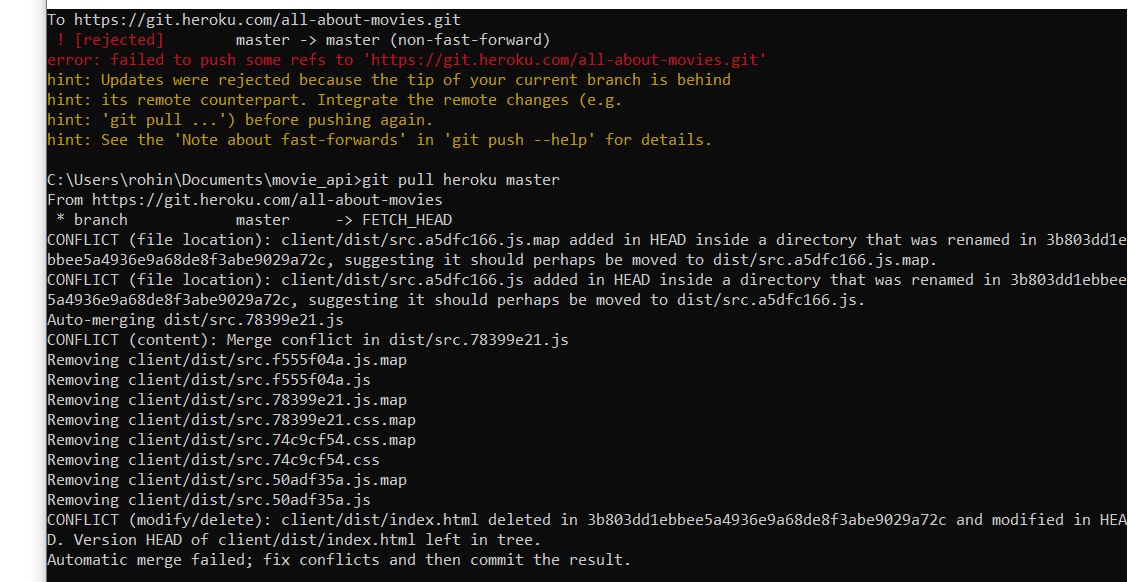 To https://git.heroku.com/all-about-movies.git
 ! [rejected]        master -> master (non-fast-forward)
error: failed to push some refs to 'https://git.heroku.com/all-about-movies.git'
hint: Updates were rejected because the tip of your current branch is behind
hint: its remote counterpart. Integrate the remote changes (e.g.
hint: 'git pull ...') before pushing again.
hint: See the 'Note about fast-forwards' in 'git push --help' for details.

C:\Users\rohin\Documents\movie_api>git pull heroku master
From https://git.heroku.com/all-about-movies
 * branch            master     -> FETCH_HEAD
CONFLICT (file location): client/dist/src.a5dfc166.js.map added in HEAD inside a directory that was renamed in 3b803dd1e
bbee5a4936e9a68de8f3abe9029a72c, suggesting it should perhaps be moved to dist/src.a5dfc166.js.map.
CONFLICT (file location): client/dist/src.a5dfc166.js added in HEAD inside a directory that was renamed in 3b803dd1ebbee
5a4936e9a68de8f3abe9029a72c, suggesting it should perhaps be moved to dist/src.a5dfc166.js.
Auto-merging dist/src.78399e21.js
CONFLICT (content): Merge conflict in dist/src.78399e21.js
Removing client/dist/src.f555f04a.js.map
Removing client/dist/src.f555f04a.js
Removing client/dist/src.78399e21.js.map
Removing client/dist/src.78399e21.css.map
Removing client/dist/src.74c9cf54.css.map
Removing client/dist/src.74c9cf54.css
Removing client/dist/src.50adf35a.js.map
Removing client/dist/src.50adf35a.js
CONFLICT (modify/delete): client/dist/index.html deleted in 3b803dd1ebbee5a4936e9a68de8f3abe9029a72c and modified in HEA
D. Version HEAD of client/dist/index.html left in tree.
Automatic merge failed; fix conflicts and then commit the result.